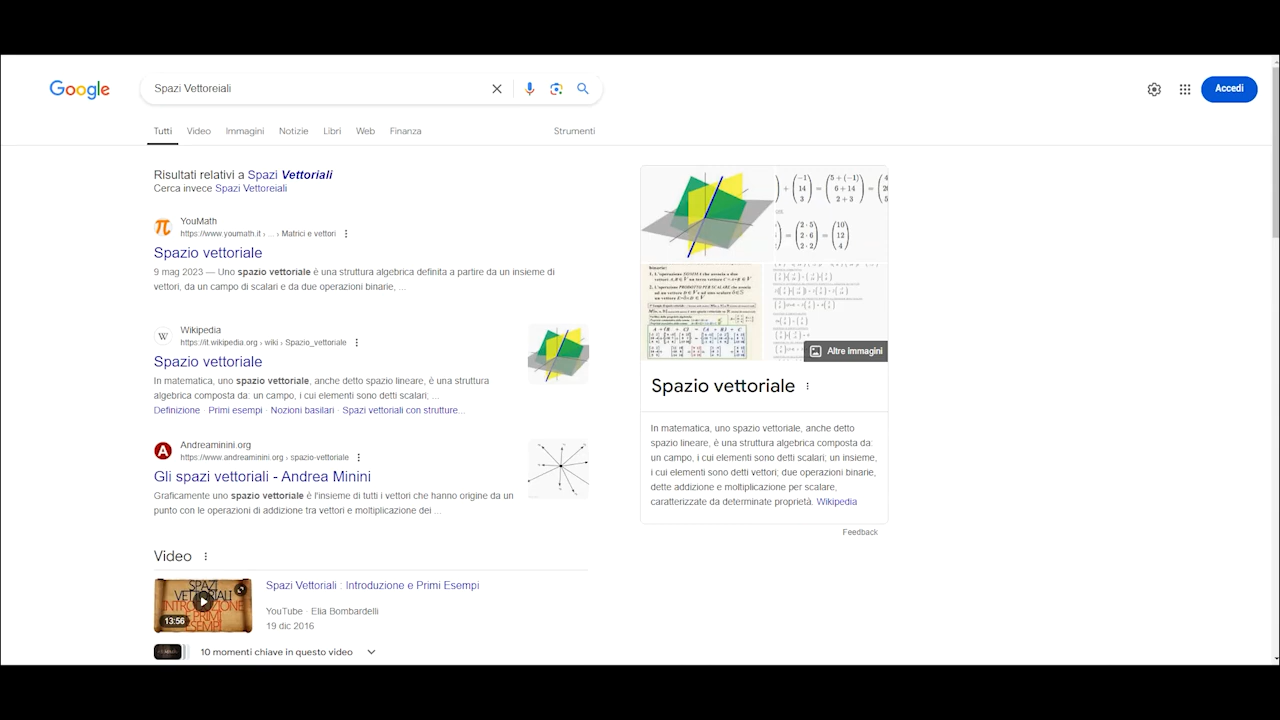 Google
Spazi Vettoreiali
Accedi
Tutti Video Immagini Notizie Libri Web Finanza Strumenti
Risultati relativi a Spazi Vettoriali
Cerca invece Spazi Vettoreiali
YouMath
https://www.youmath.it › ... › Matrici e vettori
Spazio vettoriale
9 mag 2023 — Uno spazio vettoriale è una struttura algebrica definita a partire da un insieme di
vettori, da un campo di scalari e da due operazioni binarie, ...
Wikipedia
https://it.wikipedia.org › wiki › Spazio_vettoriale
Spazio vettoriale
In matematica, uno spazio vettoriale, anche detto spazio lineare, è una struttura
algebrica composta da: un campo, i cui elementi sono detti scalari; ...
Definizione · Primi esempi · Nozioni basilari · Spazi vettoriali con strutture...
Andreaminini.org
https://www.andreaminini.org › spazio-vettoriale
Gli spazi vettoriali - Andrea Minini
Graficamente uno spazio vettoriale è l'insieme di tutti i vettori che hanno origine da un
punto con le operazioni di addizione tra vettori e moltiplicazione dei ...
Video
SPAZI
VETTORIALI
INTRODUZIONE
E PRIMI
ESEMPI
13:56
Spazi Vettoriali : Introduzione e Primi Esempi
YouTube · Elia Bombardelli
19 dic 2016
10 momenti chiave in questo video
Altre immagini
Spazio vettoriale
In matematica, uno spazio vettoriale, anche detto
spazio lineare, è una struttura algebrica composta da:
un campo, i cui elementi sono detti scalari; un insieme,
i cui elementi sono detti vettori; due operazioni binarie,
dette addizione e moltiplicazione per scalare,
caratterizzate da determinate proprietà. Wikipedia
Feedback